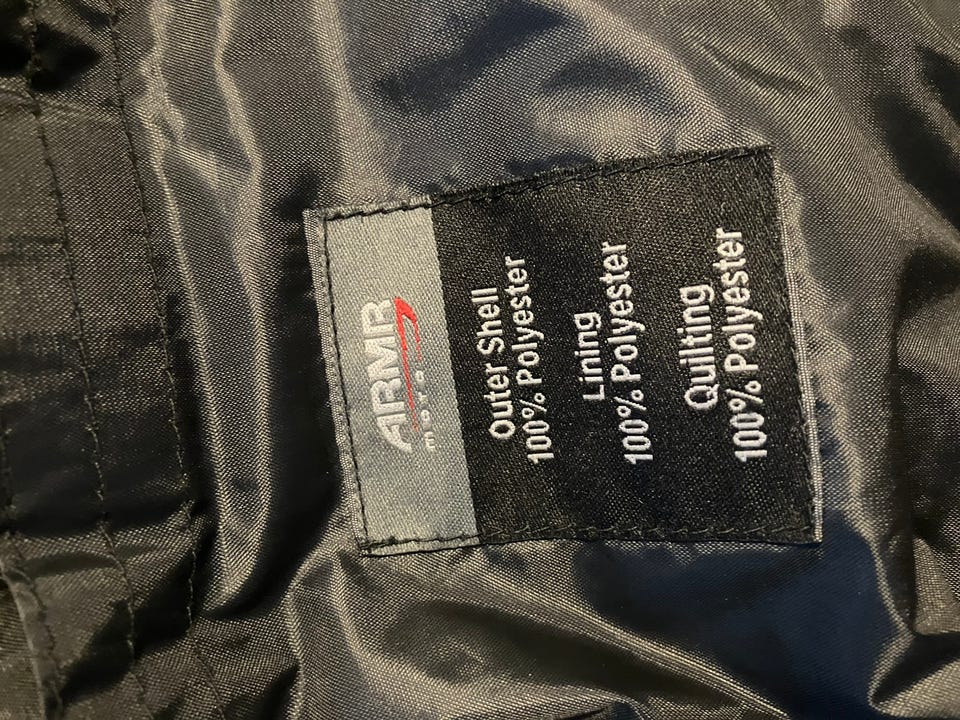 ARMR
moto
Outer Shell
100% Polyester
Lining
100% Polyester
Quilting
100% Polyester